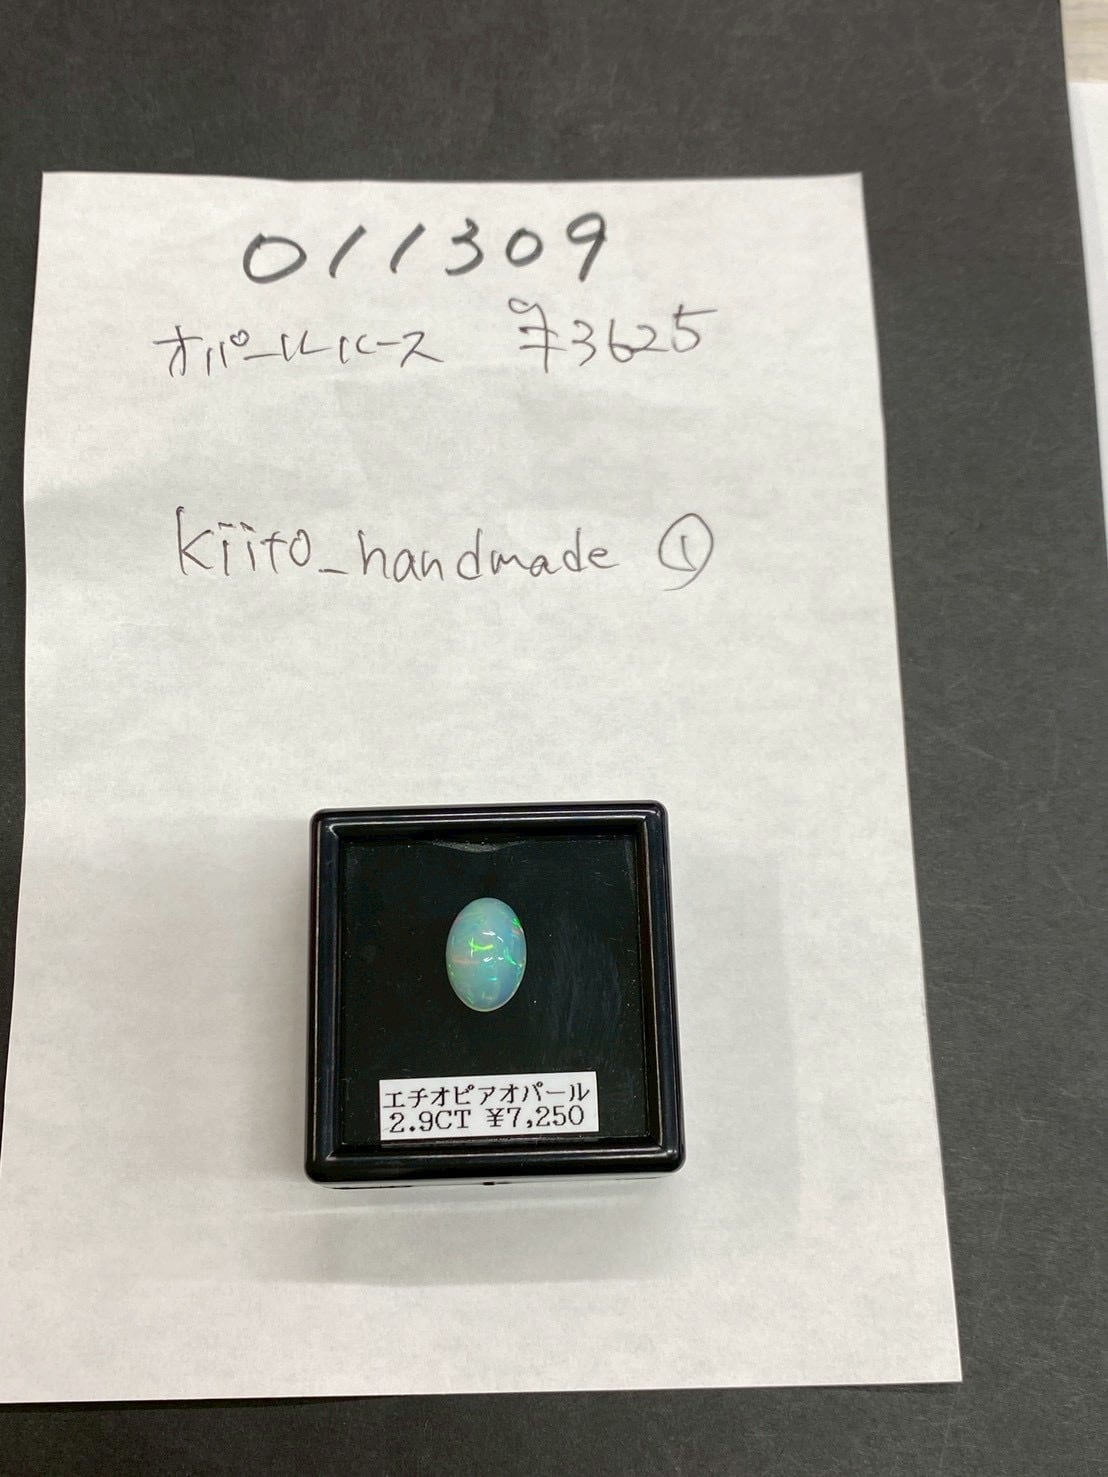 011309
オパールルース ¥3625
kiito_handmade ①
エチオピアオパール
2.9CT ¥7,250